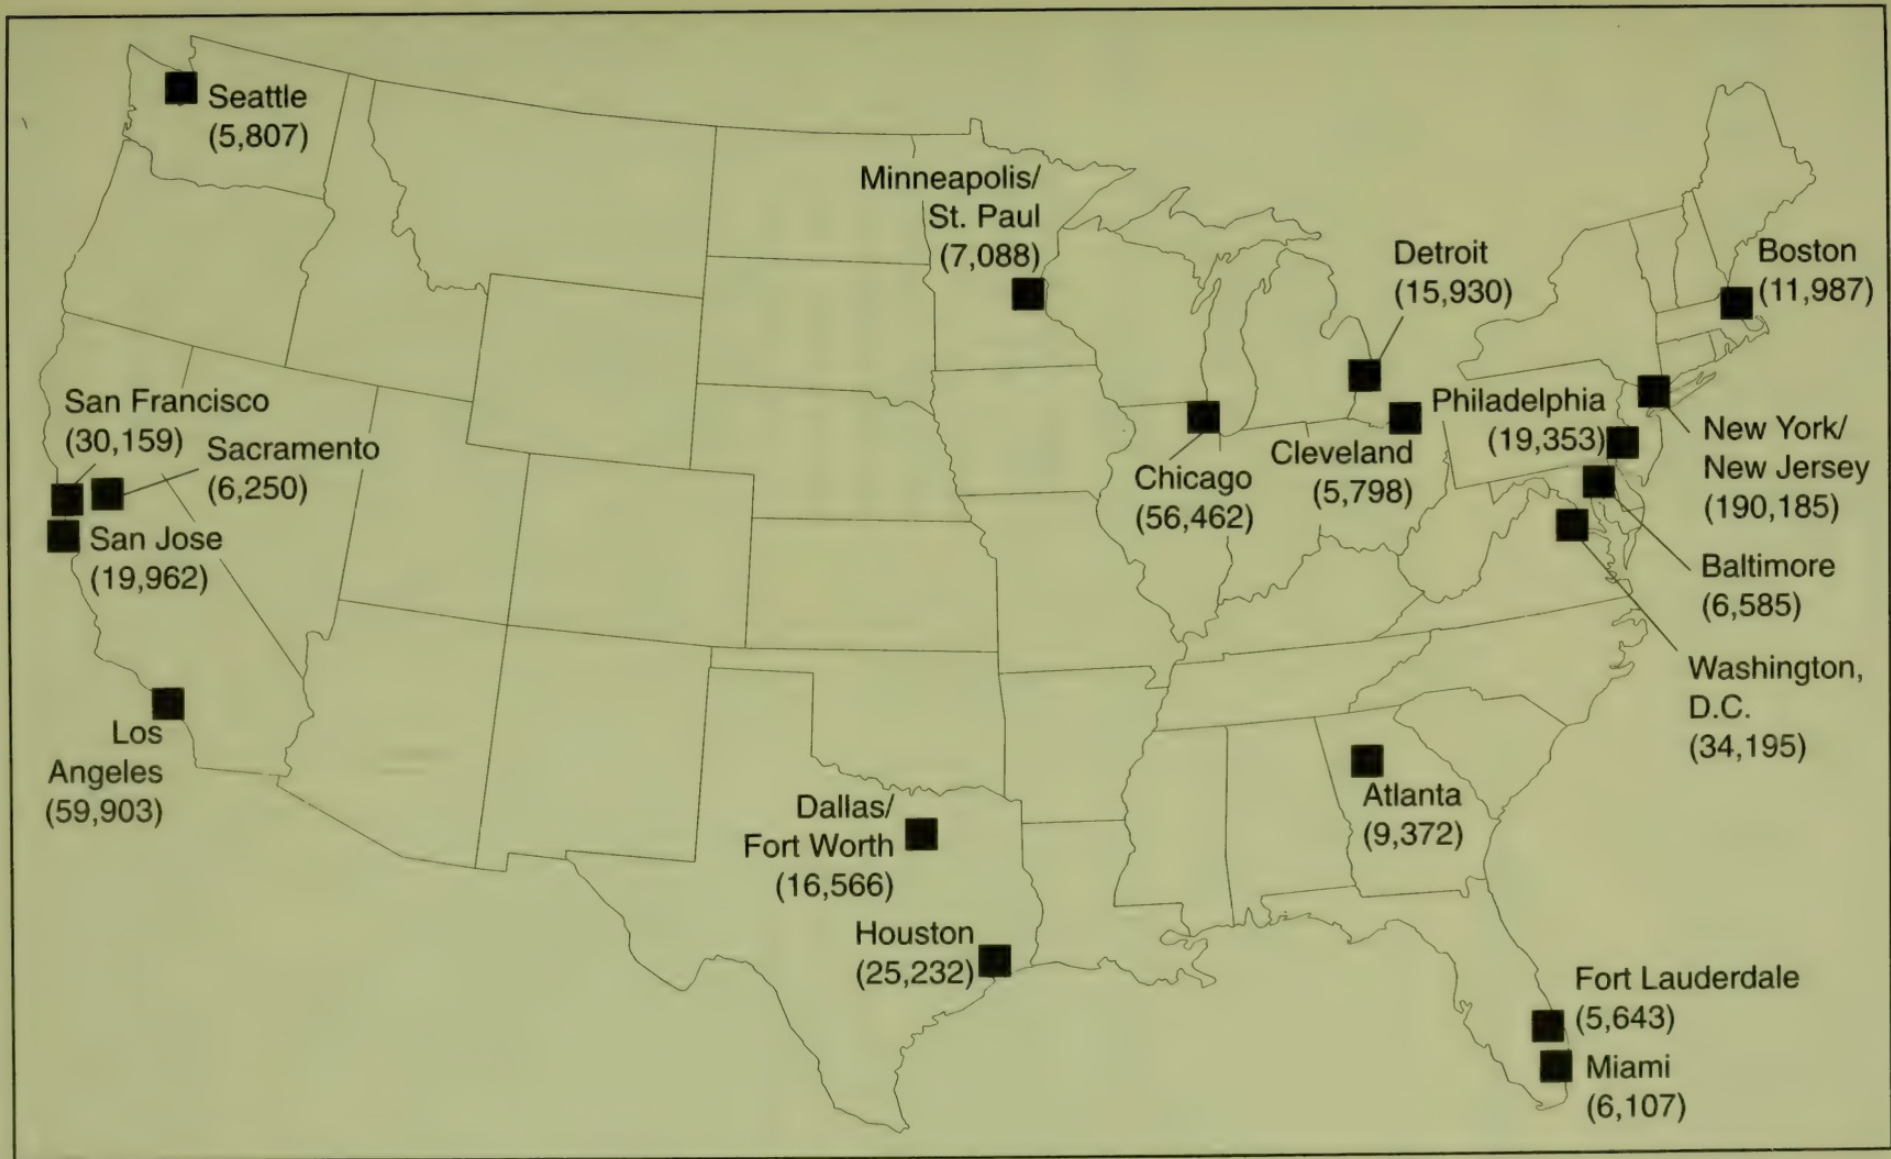 Seattle
(5,807)
Minneapolis/
St. Paul
(7,088)
Detroit
(15,930)
Boston
(11,987)
San Francisco
(30,159)
Sacramento
(6,250)
San Jose
(19,962)
Chicago
(56,462)
Cleveland
(5,798)
Philadelphia
(19,353)
New York/
New Jersey
(190,185)
Baltimore
(6,585)
Washington,
D.C.
(34,195)
Los
Angeles
(59,903)
Dallas/
Fort Worth
(16,566)
Houston
(25,232)
Atlanta
(9,372)
Fort Lauderdale
(5,643)
Miami
(6,107)